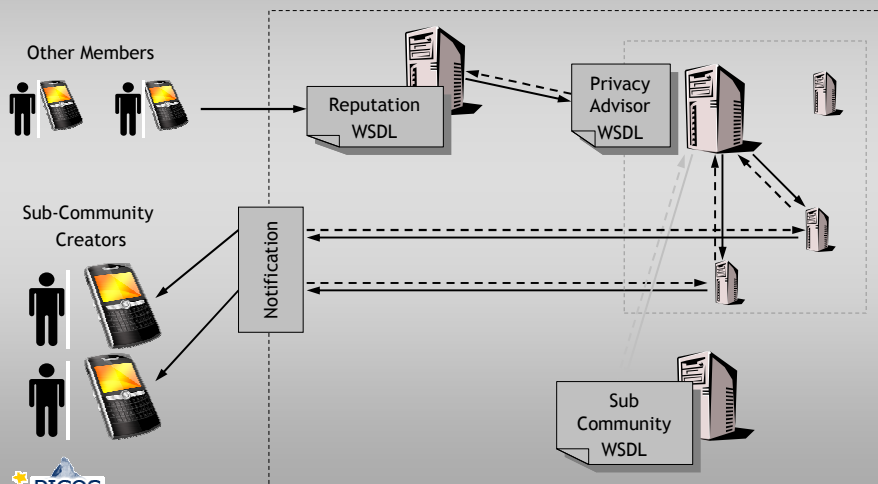 Other Members
Reputation
WSDL
Privacy
Advisor
WSDL
Sub-Community
Creators
Notification
Sub
Community
WSDL